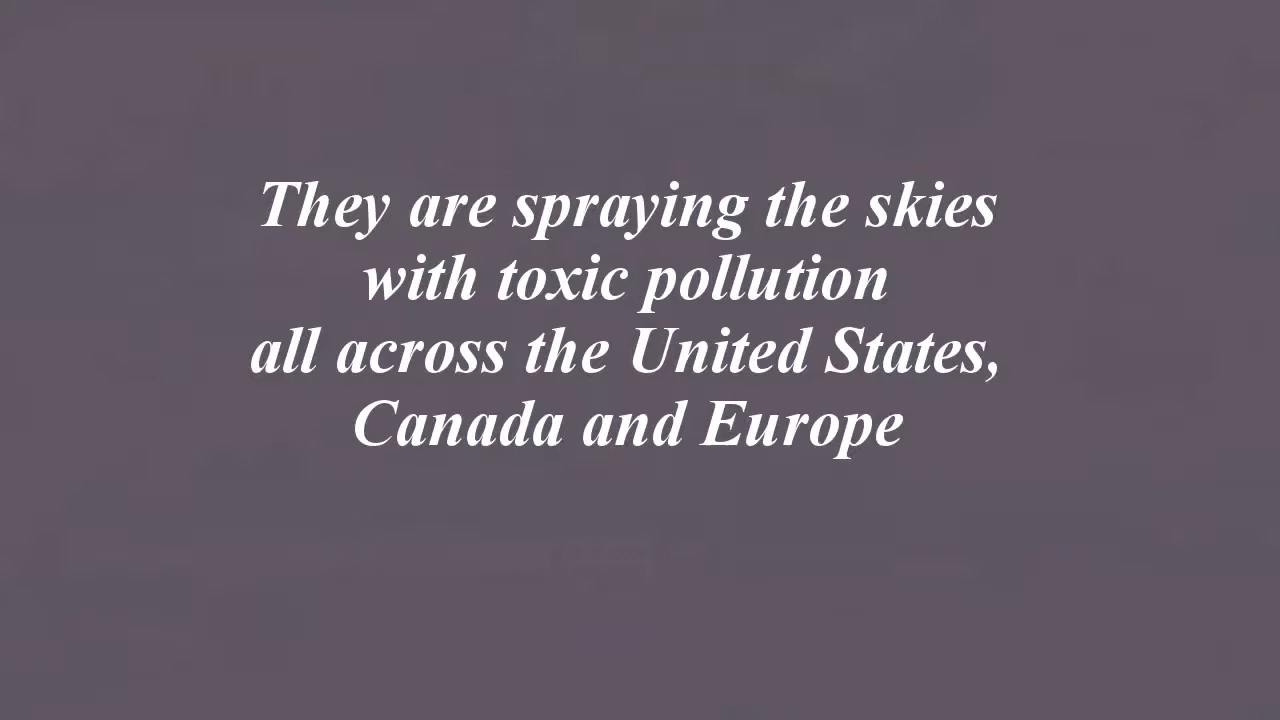 They are spraying the skies
with toxic pollution
all across the United States,
Canada and Europe